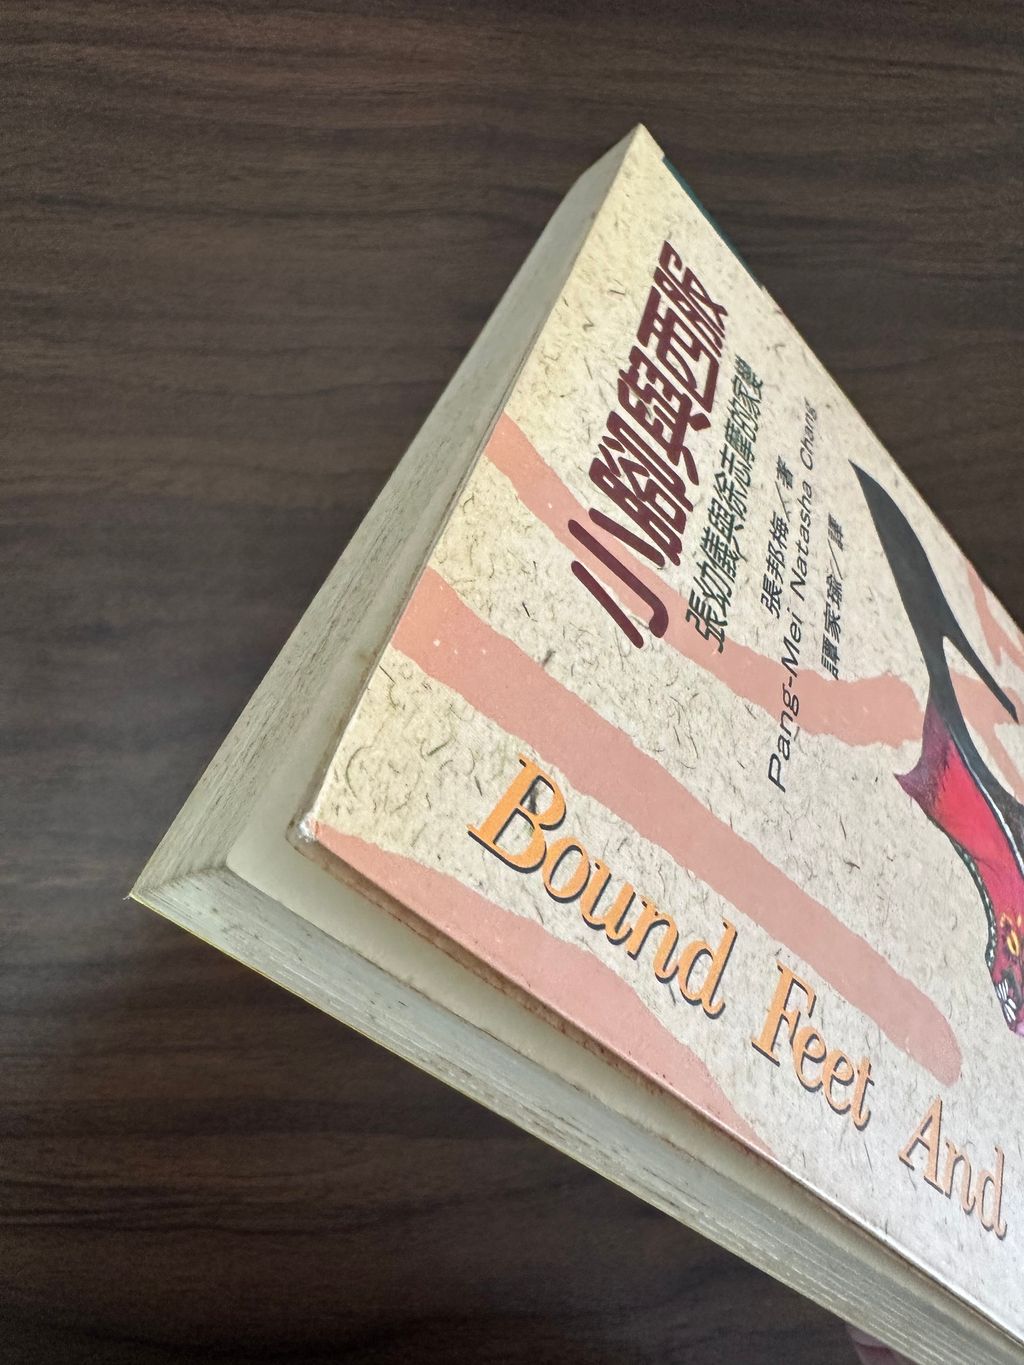 小腳與西服
張幼儀與徐志摩的家變
張邦梅／著
Pang-Mei Natasha Chang
譚家瑜／譯
Bound Feet And